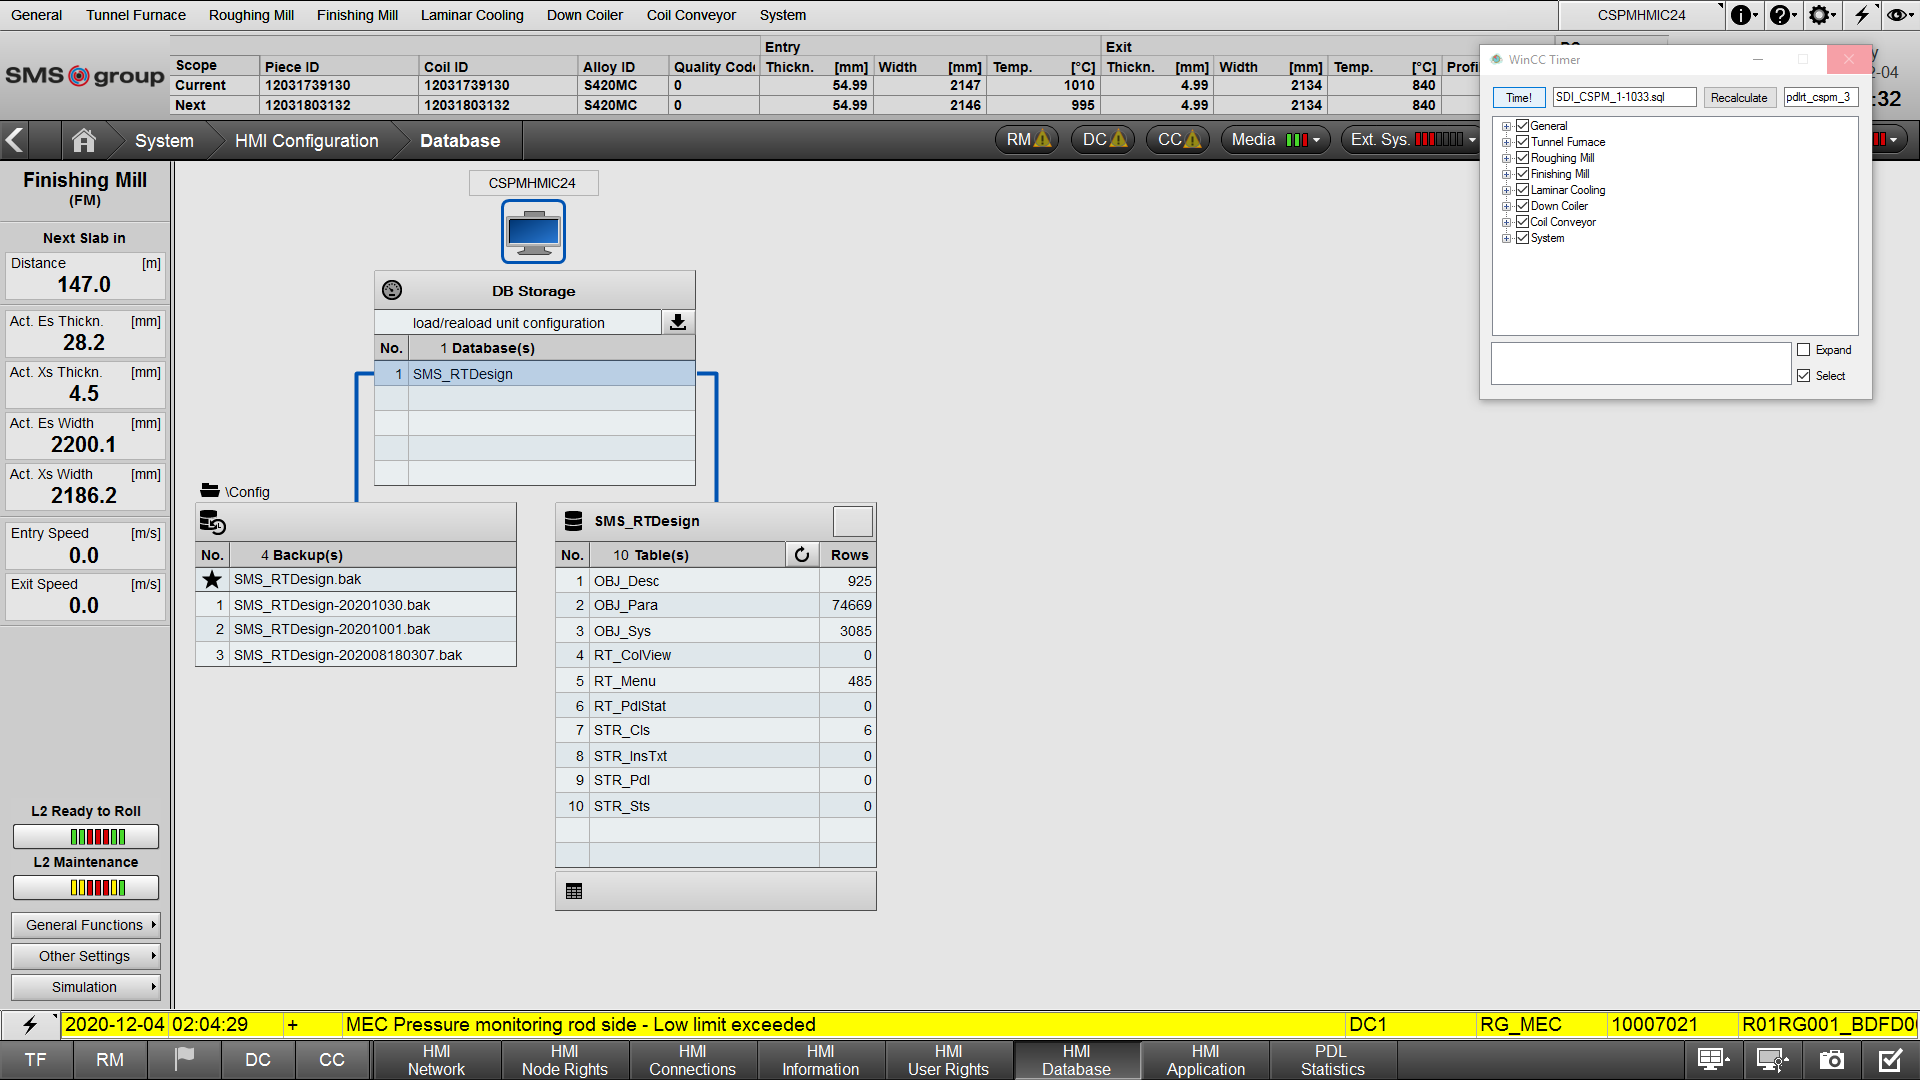 General Tunnel Furnace Roughing Mill Finishing Mill Laminar Cooling Down Coiler Coil Conveyor System CSPMHMIC24
SMS group
Entry Exit
Scope Piece ID Coil ID Alloy ID Quality Code Thickn. [mm] Width [mm] Temp. [°C] Thickn. [mm] Width [mm] Temp. [°C]
Current 12031739130 12031739130 S420MC 0 54.99 2147 1010 4.99 2134 840
Next 12031803132 12031803132 S420MC 0 54.99 2146 995 4.99 2134 840
-04
:32
System HMI Configuration Database RM DC CC Media Ext. Sys.
WinCC Timer
Time! SDI_CSPM_1-1033.sql Recalculate pdlrt_cspm_3
General
Tunnel Furnace
Roughing Mill
Finishing Mill
Laminar Cooling
Down Coiler
Coil Conveyor
System
Expand
Select
Finishing Mill
(FM)
Next Slab in
Distance [m]
147.0
Act. Es Thickn. [mm]
28.2
Act. Xs Thickn. [mm]
4.5
Act. Es Width [mm]
2200.1
Act. Xs Width [mm]
2186.2
Entry Speed [m/s]
0.0
Exit Speed [m/s]
0.0
L2 Ready to Roll
L2 Maintenance
General Functions
Other Settings
Simulation
CSPMHMIC24
DB Storage
load/reaload unit configuration
No. 1 Database(s)
1 SMS_RTDesign
\Config
No. 4 Backup(s)
SMS_RTDesign.bak
1 SMS_RTDesign-20201030.bak
2 SMS_RTDesign-20201001.bak
3 SMS_RTDesign-202008180307.bak
SMS_RTDesign
No. 10 Table(s) Rows
1 OBJ_Desc 925
2 OBJ_Para 74669
3 OBJ_Sys 3085
4 RT_ColView 0
5 RT_Menu 485
6 RT_PdlStat 0
7 STR_Cls 6
8 STR_InsTxt 0
9 STR_Pdl 0
10 STR_Sts 0
2020-12-04 02:04:29 + MEC Pressure monitoring rod side - Low limit exceeded DC1 RG_MEC 10007021 R01RG001_BDFD0
TF RM DC CC HMI Network HMI Node Rights HMI Connections HMI Information HMI User Rights HMI Database HMI Application PDL Statistics